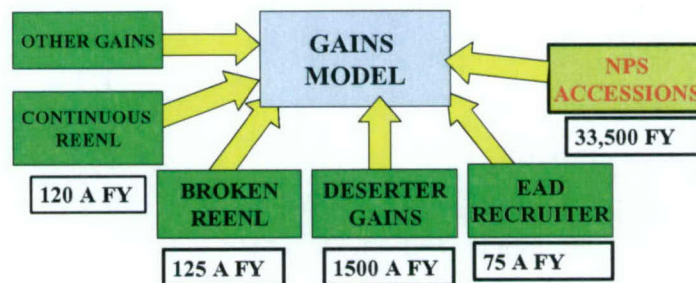 OTHER GAINS
GAINS
MODEL
NPS
ACCESSIONS
33,500 FY
CONTINUOUS
REENL
120 A FY
BROKEN
REENL
125 A FY
DESERTER
GAINS
1500 A FY
EAD
RECRUITER
75 A FY